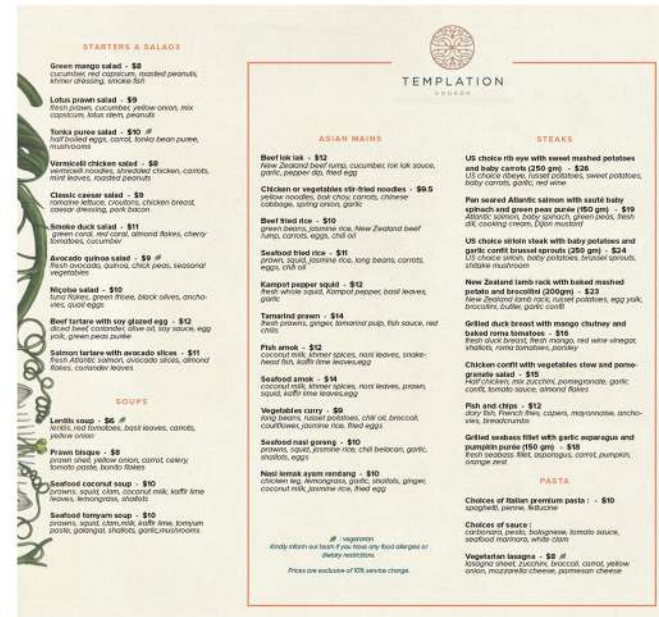 STARTERS & SALADS
Green mango salad - $8
cucumber, red capsicum, roasted peanuts,
khmer dressing, smoke fish
Lotus prawn salad - $9
fresh prawn, cucumber, yellow onion, mix
capsicum, lotus stem, peanuts
Tonka puree salad - $10
half boiled eggs, carrot, tonka bean puree,
mushrooms
Vermicelli chicken salad - $8
vermicelli noodles, shredded chicken, carrots,
mint leaves, roasted peanuts
Classic caesar salad - $9
romaine lettuce, croutons, chicken breast,
caesar dressing, pork bacon
Smoke duck salad - $11
green coral, red coral, almond flakes, cherry
tomatoes, cucumber
Avocado quinoa salad - $9
fresh avocado, quinoa, chick peas, seasonal
vegetables
Niçoise salad - $10
tuna flakes, green frisee, black olives, ancho-
vies, quail eggs
Beef tartare with soy glazed egg - $12
diced beef, coriander, olive oil, soy sauce, egg
yolk, green peas purée
Salmon tartare with avocado slices - $11
fresh Atlantic salmon, avocado slices, almond
flakes, coriander leaves
SOUPS
Lentils soup - $6
lentils, red tomatoes, basil leaves, carrots,
yellow onion
Prawn bisque - $8
prawn shell, yellow onion, carrot, celery,
tomato paste, bonito flakes
Seafood coconut soup - $10
prawns, squid, clam, coconut milk, kaffir lime
leaves, lemongrass, shallots
Seafood tomyam soup - $10
prawns, squid, clam,milk, kaffir lime, tomyum
paste, galangal, shallots, garlic,mushrooms
TEMPLATION
ANGKOR
ASIAN MAINS
Beef lok lak - $12
New Zealand beef rump, cucumber, lok lak sauce,
garlic, pepper dip, fried egg
Chicken or vegetables stir-fried noodles - $9.5
yellow noodles, bok choy, carrots, chinese
cabbage, spring onion, garlic
Beef fried rice - $10
green beans, jasmine rice, New Zealand beef
rump, carrots, eggs, chili oil
Seafood fried rice - $11
prawn, squid, jasmine rice, long beans, carrots,
eggs, chili oil
Kampot pepper squid - $12
fresh whole squid, Kampot pepper, basil leaves,
garlic
Tamarind prawn - $14
fresh prawns, ginger, tamarind pulp, fish sauce, red
chilis
Fish amok - $12
coconut milk, khmer spices, noni leaves, snake-
head fish, kaffir lime leaves,egg
Seafood amok - $14
coconut milk, khmer spices, noni leaves, prawn,
squid, kaffir lime leaves,egg
Vegetables curry - $9
long beans, russet potatoes, chili oil, broccoli,
cauliflower, jasmine rice, fried eggs
Seafood nasi goreng - $10
prawns, squid, jasmine rice, chili belacan, garlic,
shallots, eggs
Nasi lemak ayam rendang - $10
chicken leg, lemongrass, garlic, shallots, ginger,
coconut milk, jasmine rice, fried egg
: vegetarian
Kindly inform our team if you have any food allergies or
dietary restrictions.
Prices are exclusive of 10% service charge.
STEAKS
US choice rib eye with sweet mashed potatoes
and baby carrots (250 gm) - $26
US choice ribeye, russet potatoes, sweet potatoes,
baby carrots, garlic, red wine
Pan seared Atlantic salmon with sauté baby
spinach and green peas purée (150 gm) - $19
Atlantic salmon, baby spinach, green peas, fresh
dill, cooking cream, Dijon mustard
US choice sirloin steak with baby potatoes and
garlic confit brussel sprouts (250 gm) - $24
US choice sirloin, baby potatoes, brussel sprouts,
shitake mushroom
New Zealand lamb rack with baked mashed
potato and brocollini (200gm) - $23
New Zealand lamb rack, russet potatoes, egg yolk,
brocollini, butter, garlic confit
Grilled duck breast with mango chutney and
baked roma tomatoes - $16
fresh duck breast, fresh mango, red wine vinegar,
shallots, roma tomatoes, parsley
Chicken confit with vegetables stew and pome-
granate salad - $15
Half chicken, mix zucchini, pomegranate, garlic
confit, tomato sauce, almond flakes
Fish and chips - $12
dory fish, French fries, capers, mayonnaise, ancho-
vies, breadcrumbs
Grilled seabass fillet with garlic asparagus and
pumpkin purée (150 gm) - $18
fresh seabass fillet, asparagus, carrot, pumpkin,
orange zest
PASTA
Choices of Italian premium pasta : - $10
spaghetti, penne, fettucine
Choices of sauce :
carbonara, pesto, bolognese, tomato sauce,
seafood marinara, white clam
Vegetarian lasagna - $8
lasagna sheet, zucchini, broccoli, carrot, yellow
onion, mozzarella cheese, parmesan cheese